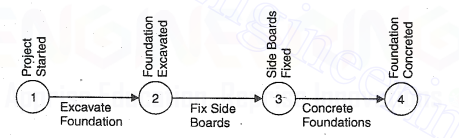 Project
Started
Foundation
Excavated
Side Boards
Fixed
Foundation
Concreted
1
2
3
4
Excavate
Foundation
Fix Side
Boards
Concrete
Foundations